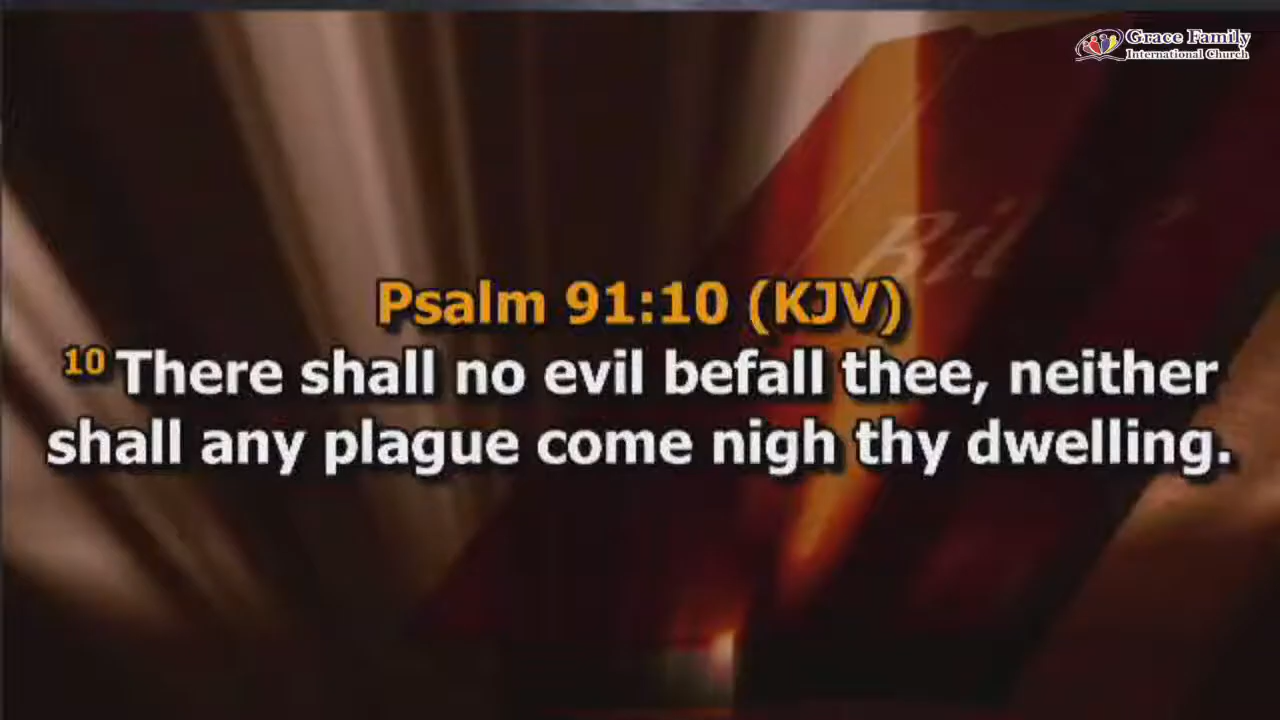 Grace Family
International Church
Psalm 91:10 (KJV)
10 There shall no evil befall thee, neither
shall any plague come nigh thy dwelling.